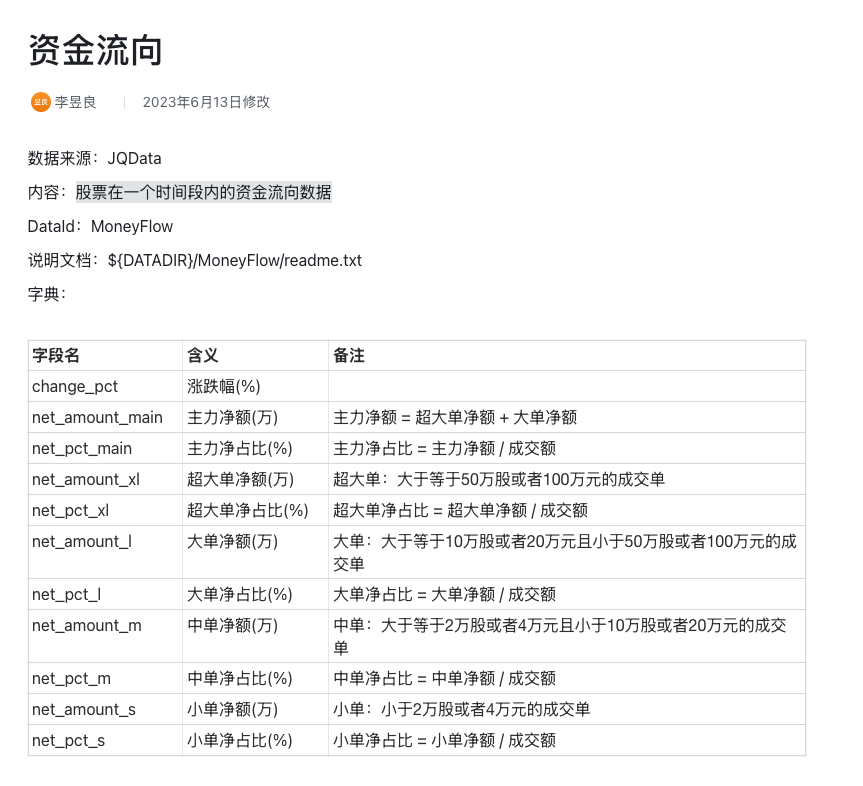 资金流向
昱良 李昱良 2023年6月13日修改
数据来源：JQData
内容：股票在一个时间段内的资金流向数据
DataId：MoneyFlow
说明文档：${DATADIR}/MoneyFlow/readme.txt
字典：
字段名 含义 备注
change_pct 涨跌幅(%)
net_amount_main 主力净额(万) 主力净额 = 超大单净额 + 大单净额
net_pct_main 主力净占比(%) 主力净占比 = 主力净额 / 成交额
net_amount_xl 超大单净额(万) 超大单：大于等于50万股或者100万元的成交单
net_pct_xl 超大单净占比(%) 超大单净占比 = 超大单净额 / 成交额
net_amount_l 大单净额(万) 大单：大于等于10万股或者20万元且小于50万股或者100万元的成
交单
net_pct_l 大单净占比(%) 大单净占比 = 大单净额 / 成交额
net_amount_m 中单净额(万) 中单：大于等于2万股或者4万元且小于10万股或者20万元的成交
单
net_pct_m 中单净占比(%) 中单净占比 = 中单净额 / 成交额
net_amount_s 小单净额(万) 小单：小于2万股或者4万元的成交单
net_pct_s 小单净占比(%) 小单净占比 = 小单净额 / 成交额